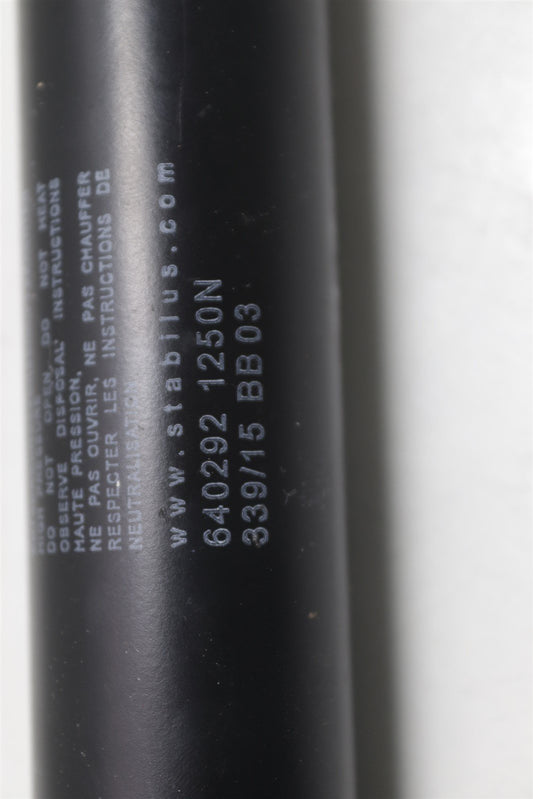 HIGH PRESSURE
DO NOT OPEN, DO NOT HEAT
OBSERVE DISPOSAL INSTRUCTIONS
HAUTE PRESSION,
NE PAS OUVRIR, NE PAS CHAUFFER
RESPECTER LES INSTRUCTIONS DE
NEUTRALISATION
www.stabilus.com
640292 1250N
339/15 BB03